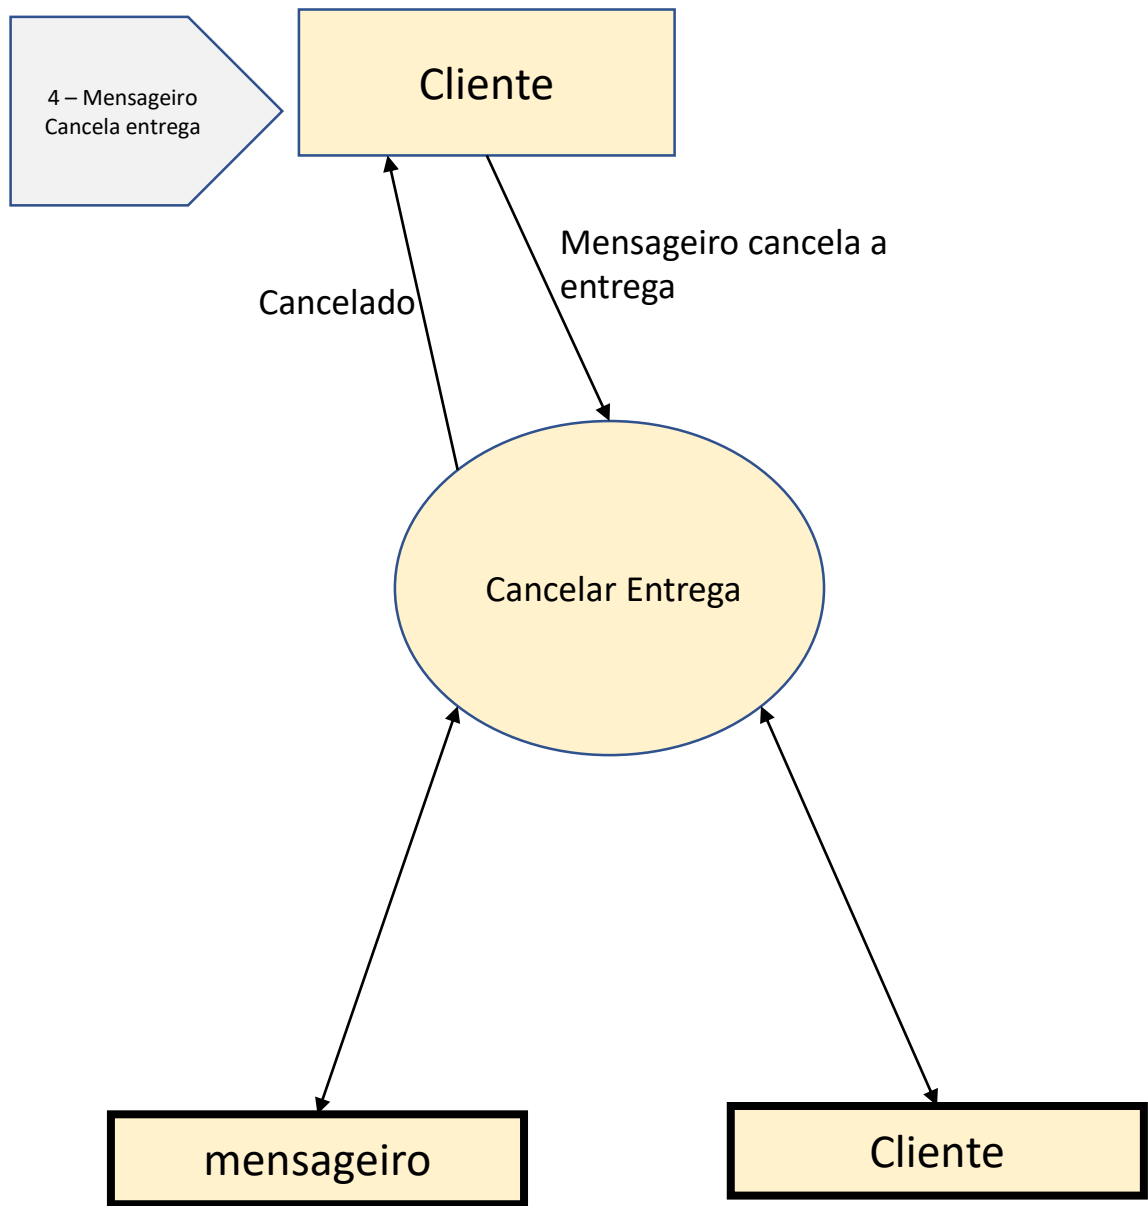 4 – Mensageiro
Cancela entrega
Cliente
Mensageiro cancela a
entrega
Cancelado
Cancelar Entrega
mensageiro
Cliente